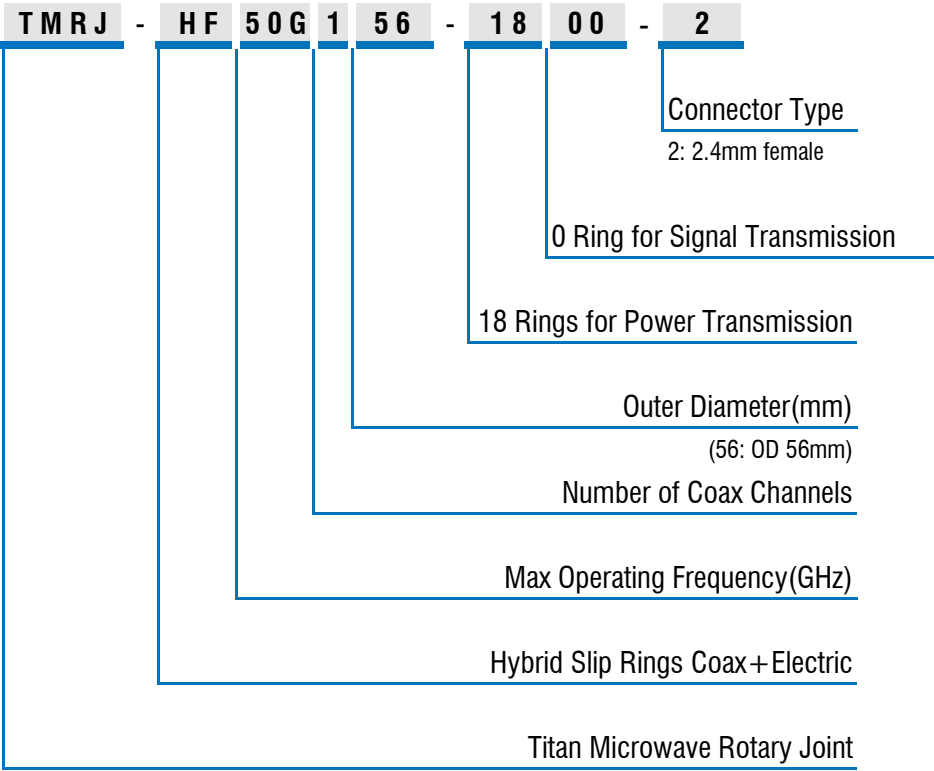 TMRJ - HF 50G 1 56 - 18 00 - 2
Connector Type
2: 2.4mm female
0 Ring for Signal Transmission
18 Rings for Power Transmission
Outer Diameter(mm)
(56: OD 56mm)
Number of Coax Channels
Max Operating Frequency(GHz)
Hybrid Slip Rings Coax+Electric
Titan Microwave Rotary Joint